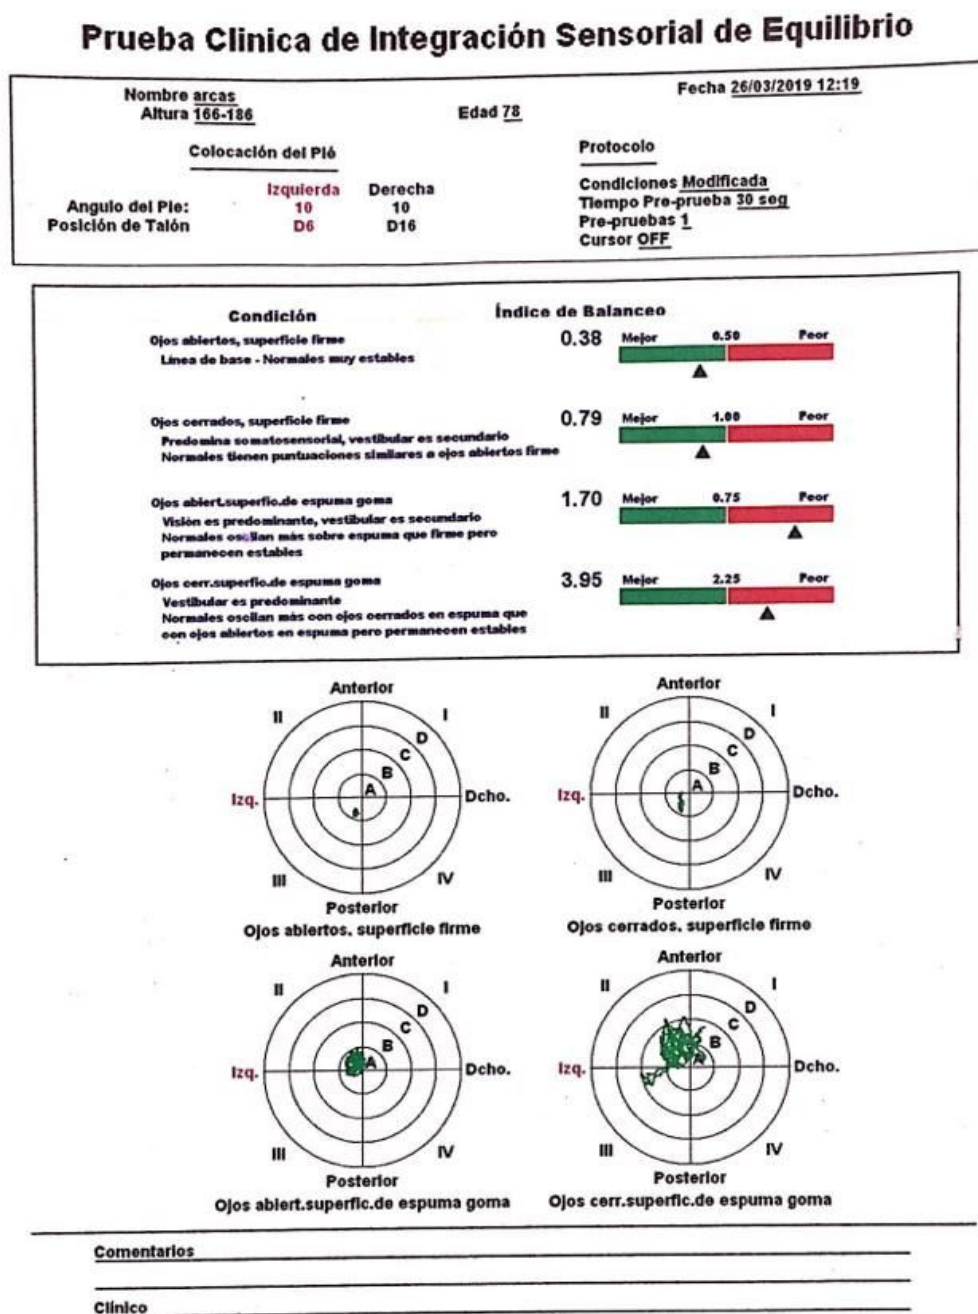 Prueba Clinica de Integración Sensorial de Equilibrio
Nombre arcas
Fecha 26/03/2019 12:19
Altura 166-186
Edad 78
Colocación del Pié
Protocolo
Izquierda Derecha
Condiciones Modificada
Angulo del Pie: 10 10
Tiempo Pre-prueba 30 seg
Posición de Talón D6 D16
Pre-pruebas 1
Cursor OFF
Condición Índice de Balanceo
Ojos abiertos, superficie firme 0.38 Mejor 0.50 Peor
Línea de base - Normales muy estables
Ojos cerrados, superficie firme 0.79 Mejor 1.00 Peor
Predomina somatosensorial, vestibular es secundario
Normales tienen puntuaciones similares a ojos abiertos firme
Ojos abiert.superfic.de espuma goma 1.70 Mejor 0.75 Peor
Visión es predominante, vestibular es secundario
Normales oscilan más sobre espuma que firme pero
permanecen estables
Ojos cerr.superfic.de espuma goma 3.95 Mejor 2.25 Peor
Vestibular es predominante
Normales oscilan más con ojos cerrados en espuma que
con ojos abiertos en espuma pero permanecen estables
Anterior
II I
D
C
B
A
Izq. Dcho.
III IV
Posterior
Ojos abiertos. superficie firme
Anterior
II I
D
C
B
A
Izq. Dcho.
III IV
Posterior
Ojos cerrados. superficie firme
Anterior
II I
D
C
B
A
Izq. Dcho.
III IV
Posterior
Ojos abiert.superfic.de espuma goma
Anterior
II I
D
C
B
A
Izq. Dcho.
III IV
Posterior
Ojos cerr.superfic.de espuma goma
Comentarios
Clínico